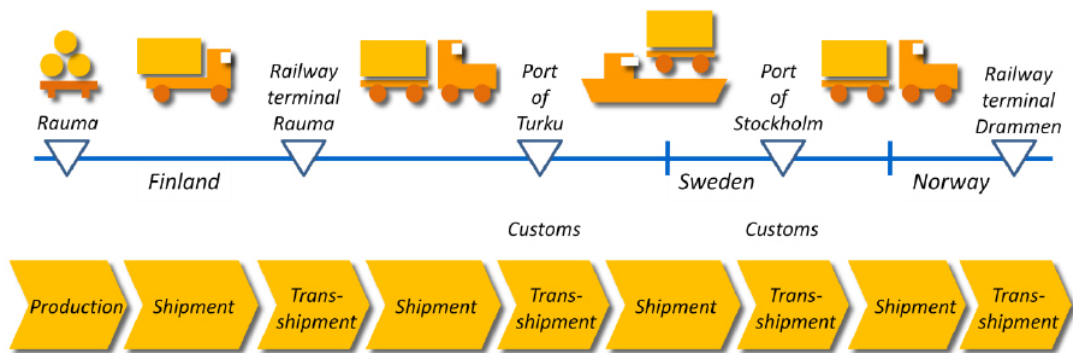 Rauma
Railway
terminal
Rauma
Port
of
Turku
Port
of
Stockholm
Railway
terminal
Drammen
Finland
Sweden
Norway
Customs
Customs
Production
Shipment
Trans-
shipment
Shipment
Trans-
shipment
Shipment
Trans-
shipment
Shipment
Trans-
shipment